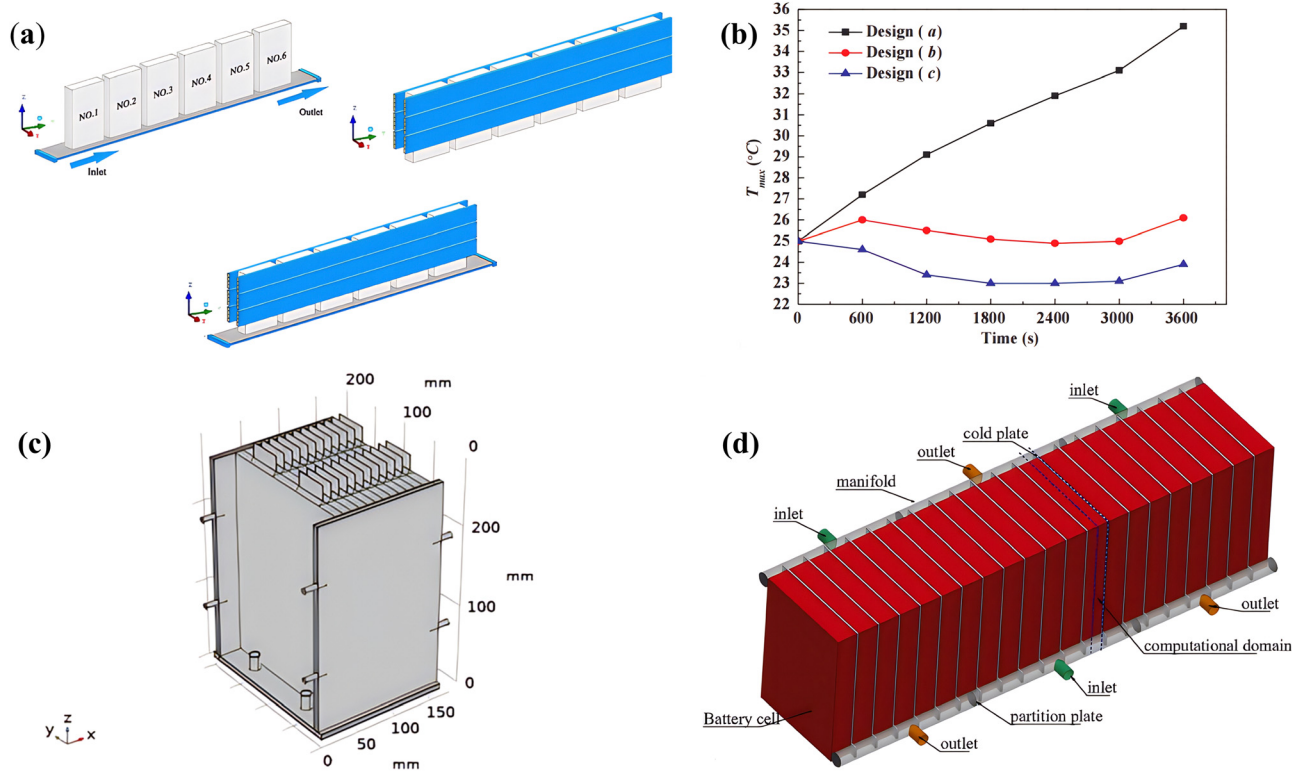 (a)
NO.1
NO.2
NO.3
NO.4
NO.5
NO.6
Outlet
Inlet
Z
Z
Z
(b)
Design (a)
Design (b)
Design (c)
T max (°C)
36
35
34
33
32
31
30
29
28
27
26
25
24
23
22
0
600
1200
1800
2400
3000
3600
Time (s)
(c)
200
mm
100
0
200
mm
100
0
150
100
50
0
mm
z
y
x
(d)
inlet
cold plate
outlet
manifold
inlet
outlet
computational domain
inlet
partition plate
Battery cell
outlet